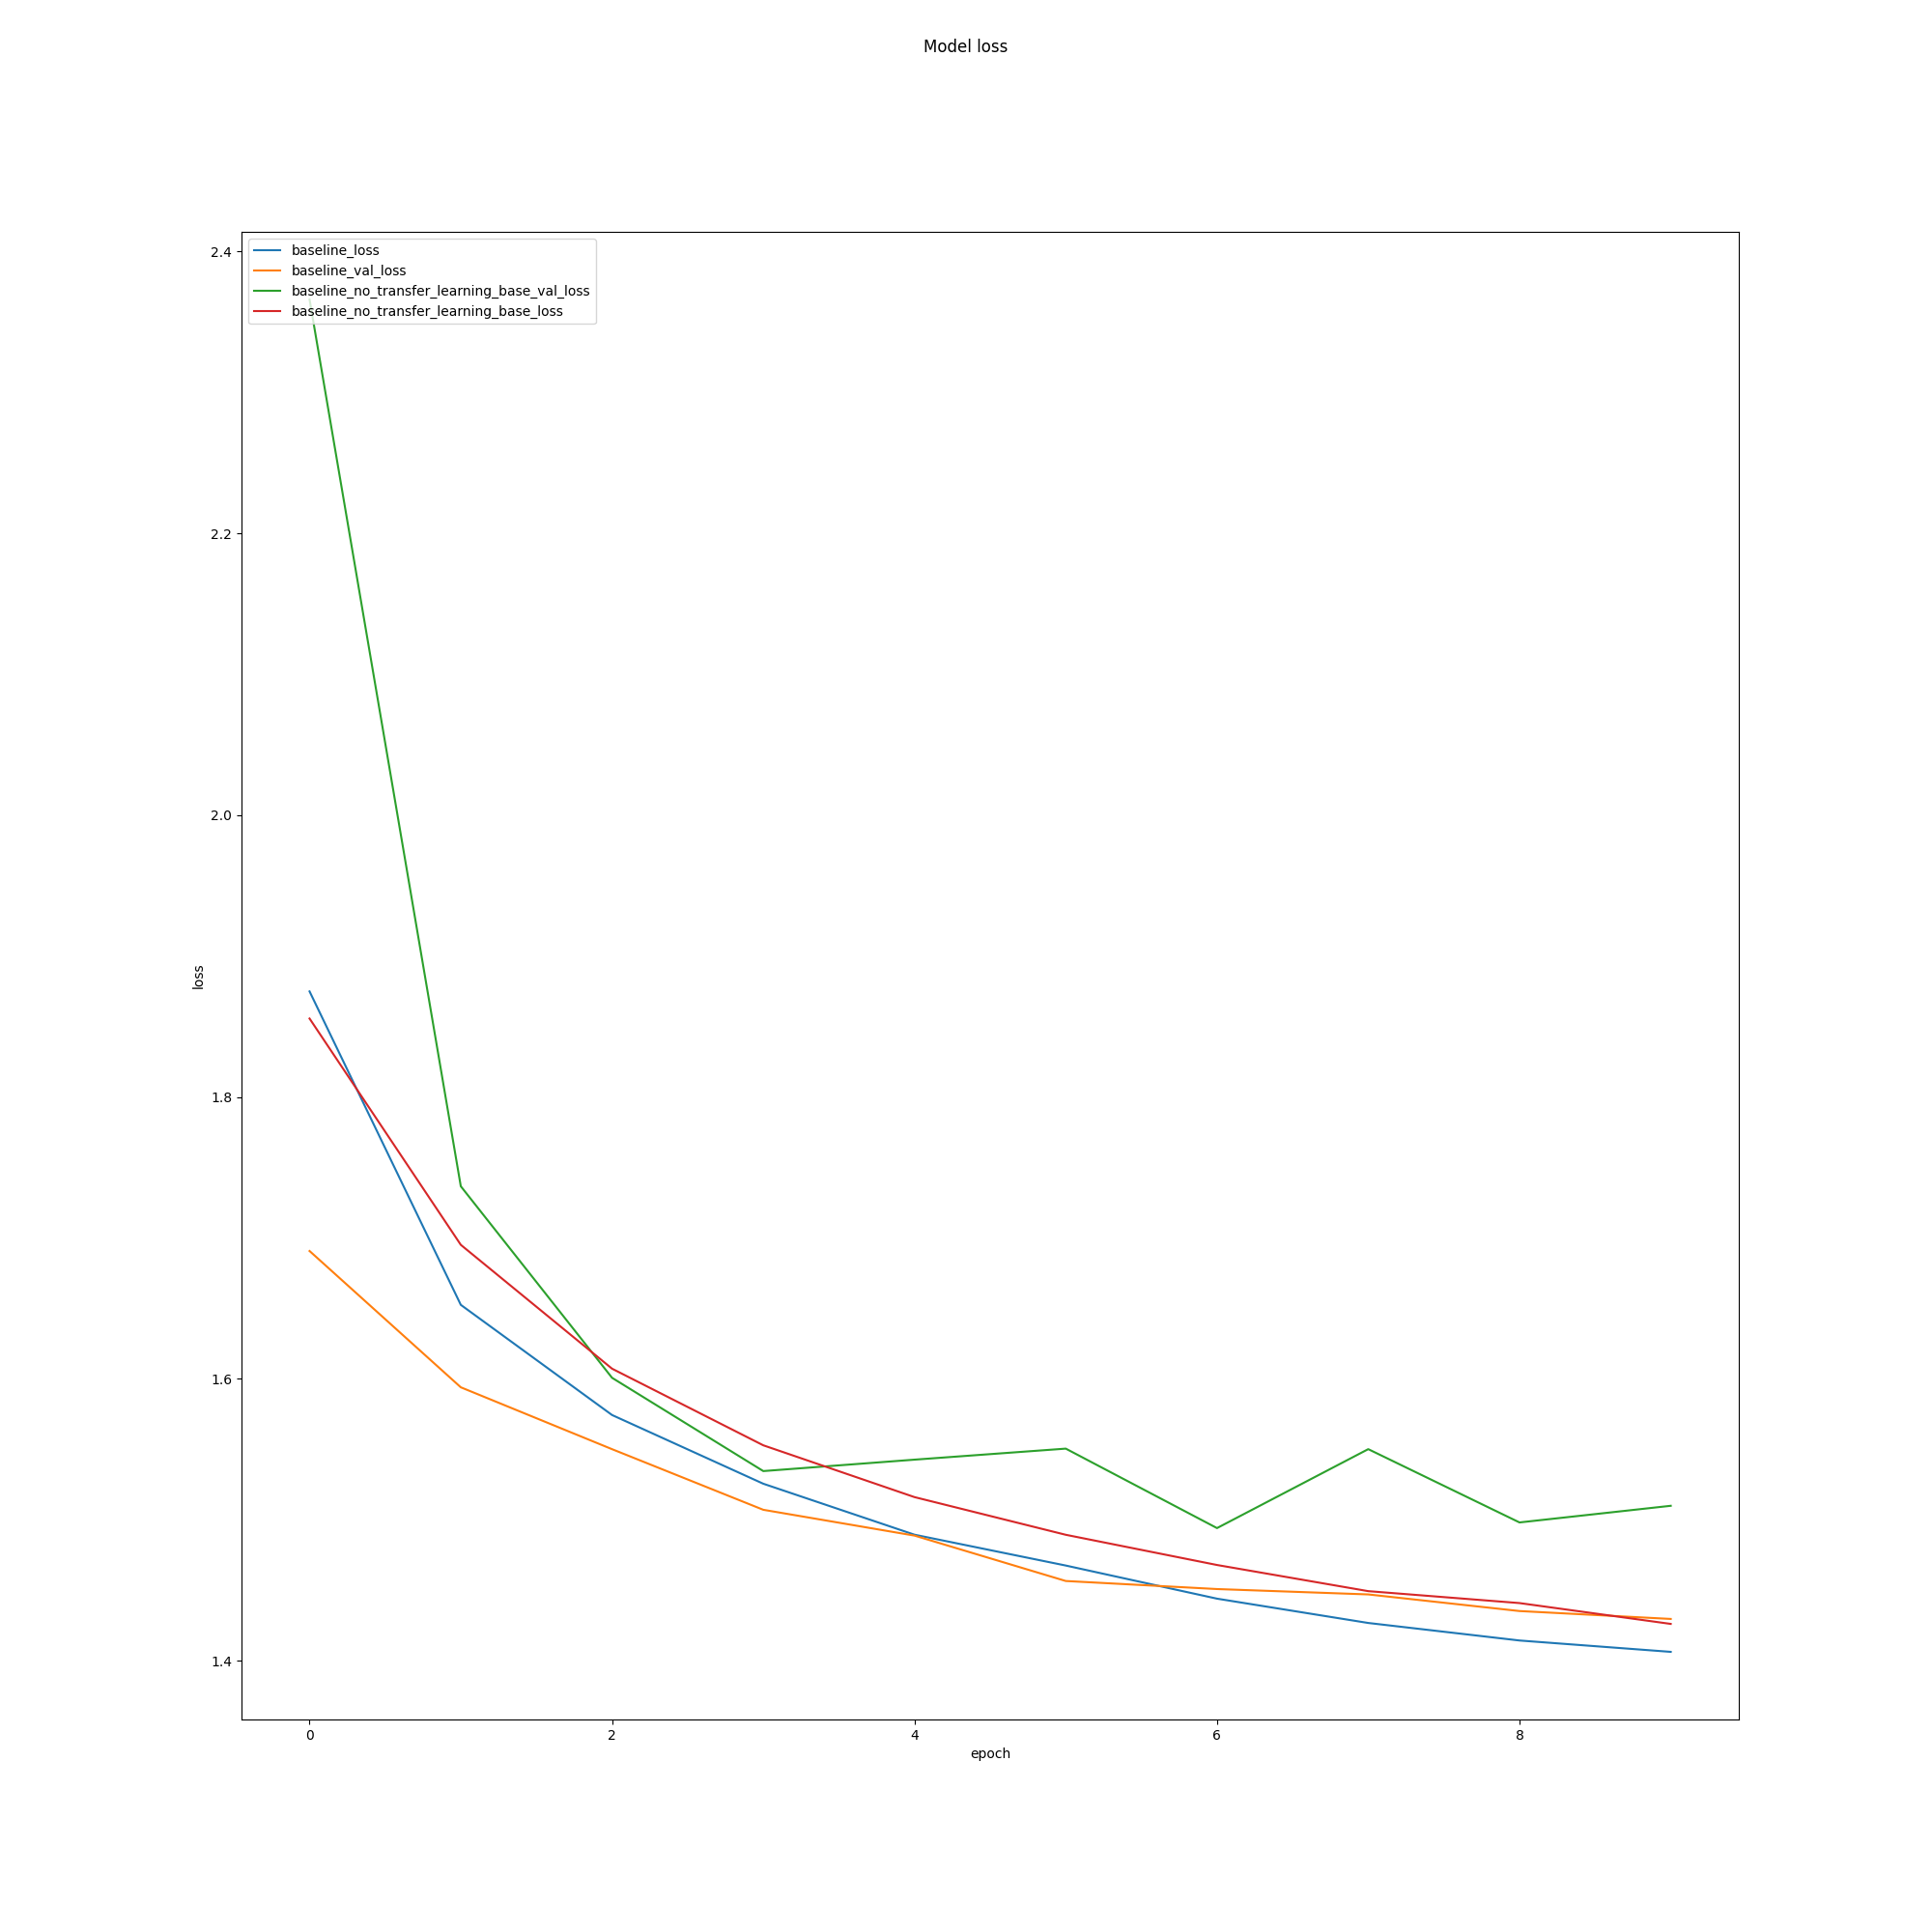 Model loss
baseline_loss
baseline_val_loss
baseline_no_transfer_learning_base_val_loss
baseline_no_transfer_learning_base_loss
2.4
2.2
2.0
1.8
1.6
1.4
loss
0 2 4 6 8
epoch